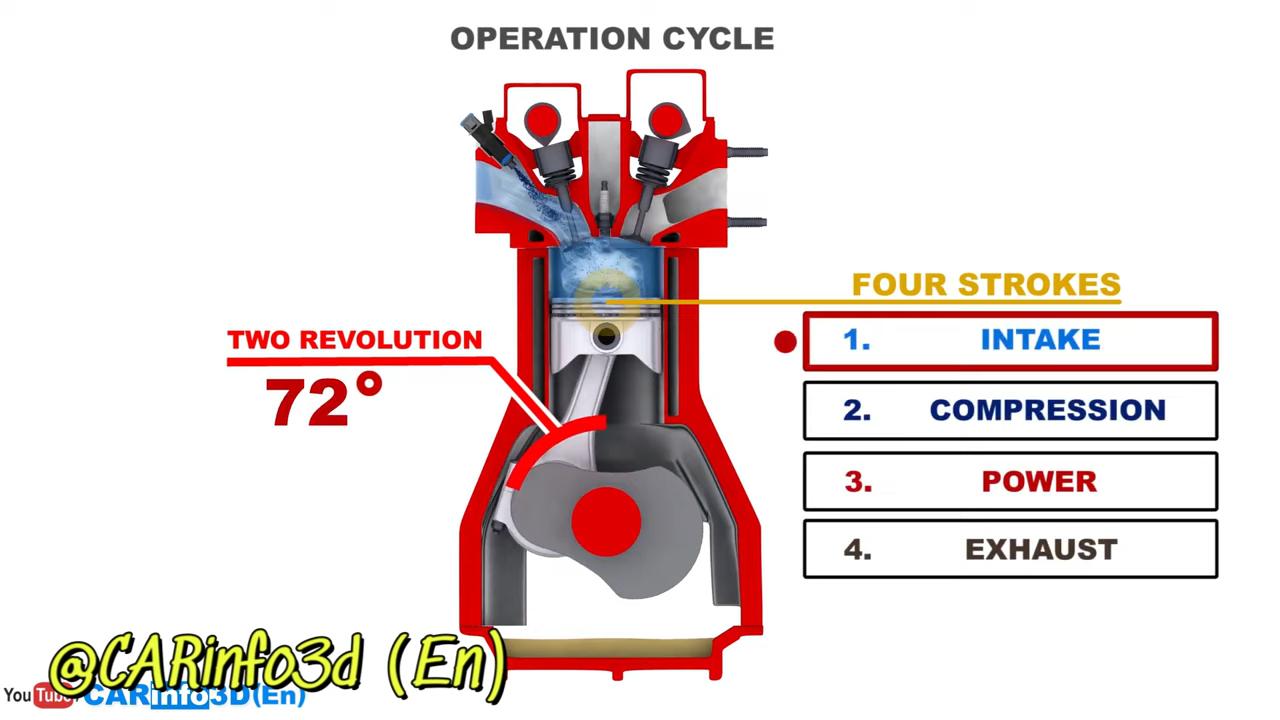 OPERATION CYCLE
FOUR STROKES
TWO REVOLUTION
72°
1. INTAKE
2. COMPRESSION
3. POWER
4. EXHAUST
@CARinfo3d (En)
YouTube CARinfo3D(En)